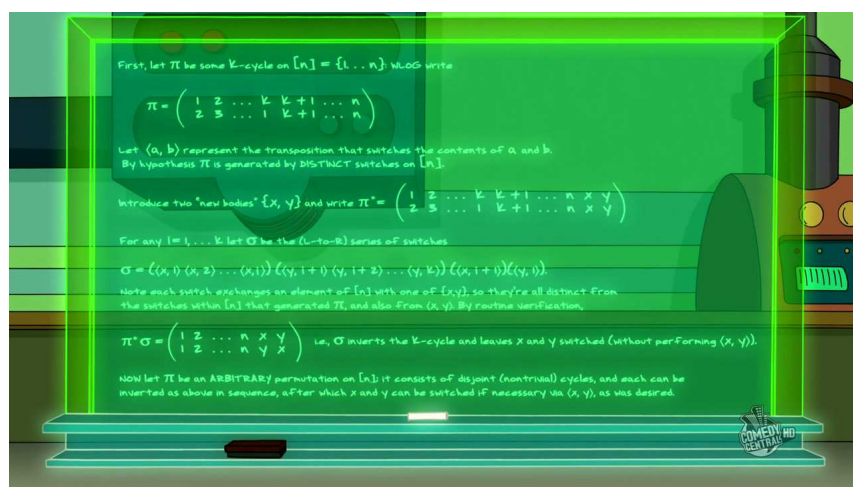 First, let π be some k-cycle on [n] = {1. . . n}: WLOG write
π = ( 1 2 ... k k+1 ... n
2 3 ... 1 k+1 ... n )
Let ⟨a, b⟩ represent the transposition that switches the contents of a and b.
By hypothesis π is generated by DISTINCT switches on [n].
Introduce two "new bodies" {x, y} and write π* = ( 1 2 ... k k+1 ... n x y
2 3 ... 1 k+1 ... n x y )
For any i=1, ... k let σ be the (L-to-R) series of switches
σ = (⟨x, 1⟩ ⟨x, 2⟩ ... ⟨x,i⟩) (⟨y, i+1⟩ ⟨y, i+2⟩ ... ⟨y, k⟩) (⟨x, i+1⟩)(⟨y, 1⟩).
Note each switch exchanges an element of [n] with one of {x,y}, so they're all distinct from
the switches within [n] that generated π, and also from ⟨x, y⟩. By routine verification,
π* σ = ( 1 2 ... n x y
1 2 ... n y x ) i.e., σ inverts the k-cycle and leaves x and y switched (without performing ⟨x, y⟩).
NOW let π be an ARBITRARY permutation on [n]; it consists of disjoint (nontrivial) cycles, and each can be
inverted as above in sequence, after which x and y can be switched if necessary via ⟨x, y⟩, as was desired.
COMEDY
CENTRAL HD